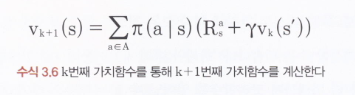 v_{k+1}(s) = ∑_{a∈A} π(a | s)(R_s^a + γv_k(s′))
수식 3.6 k번째 가치함수를 통해 k+1번째 가치함수를 계산한다